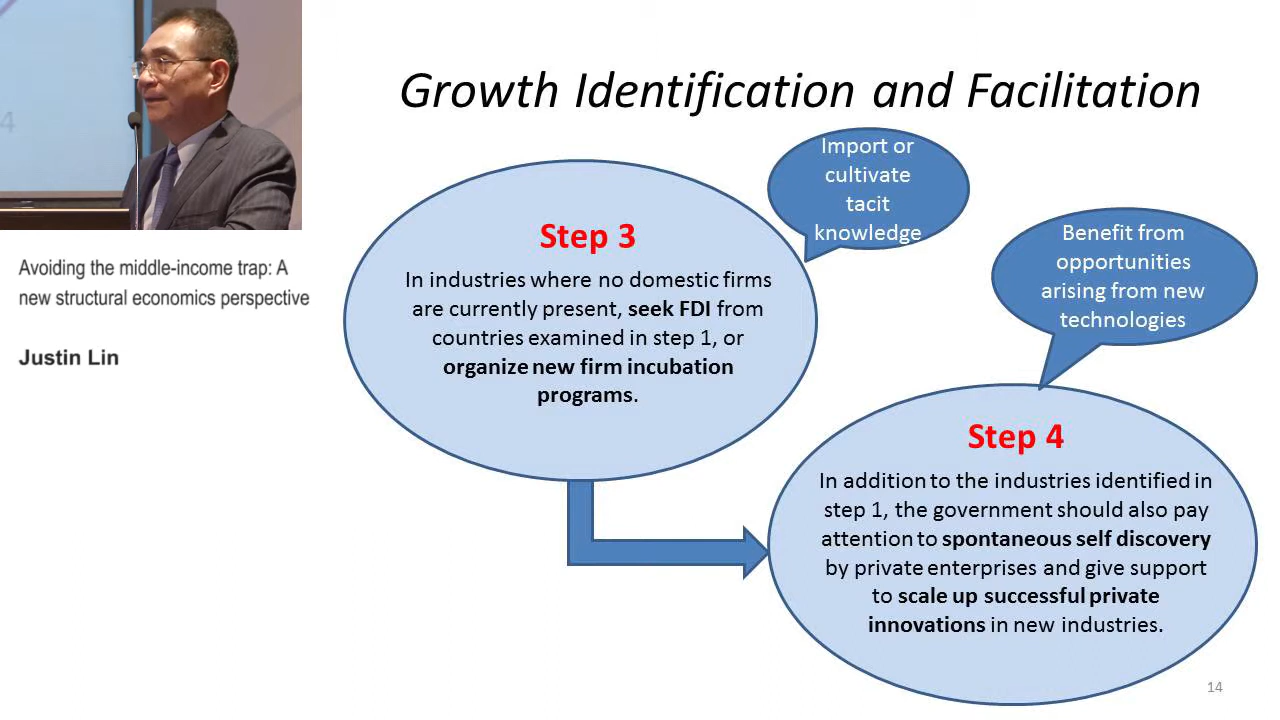 Growth Identification and Facilitation
Import or
cultivate
tacit
knowledge
Step 3
In industries where no domestic firms
are currently present, seek FDI from
countries examined in step 1, or
organize new firm incubation
programs.
Benefit from
opportunities
arising from new
technologies
Step 4
In addition to the industries identified in
step 1, the government should also pay
attention to spontaneous self discovery
by private enterprises and give support
to scale up successful private
innovations in new industries.
Avoiding the middle-income trap: A
new structural economics perspective
Justin Lin
4
14